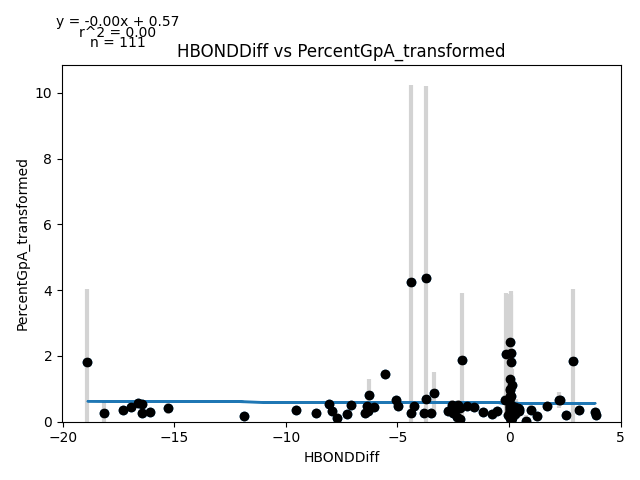 y = -0.00x + 0.57
r^2 = 0.00
n = 111
HBONDDiff vs PercentGpA_transformed
PercentGpA_transformed
10
8
6
4
2
0
−20
−15
−10
−5
0
5
HBONDDiff